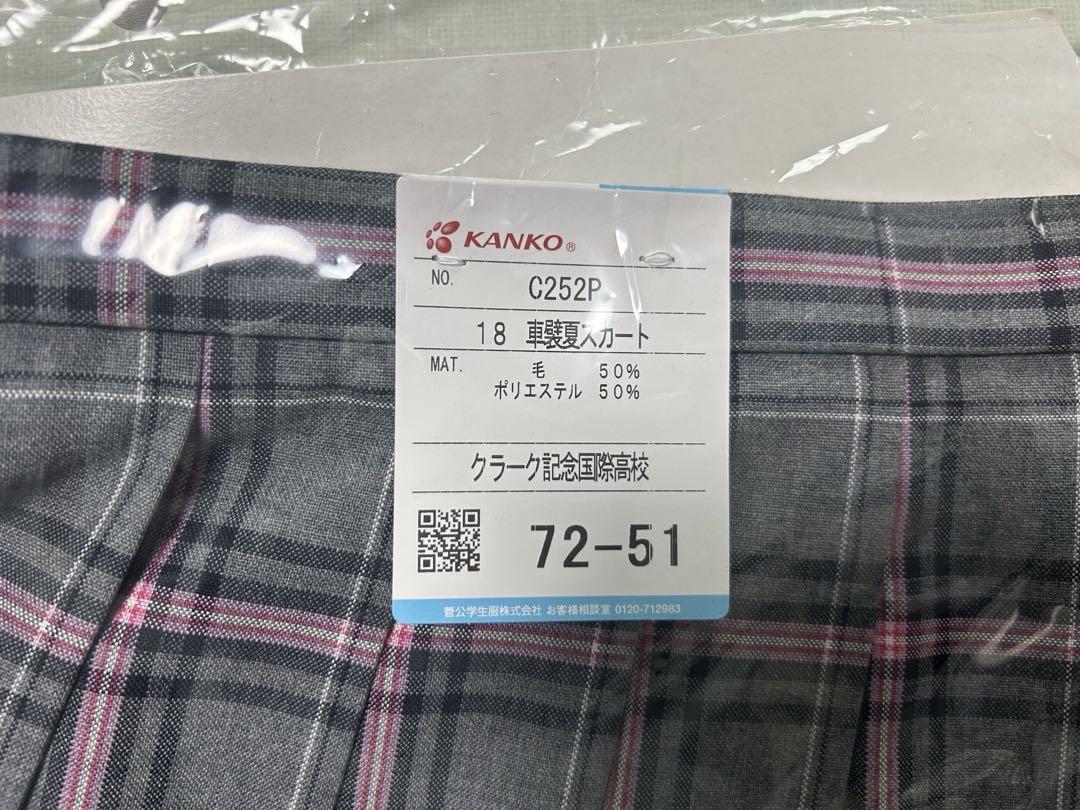 KANKO®
NO. C252P
18 車襞夏スカート
MAT. 毛 50%
ポリエステル 50%
クラーク記念国際高校
72-51
菅公学生服株式会社 お客様相談室 0120-712983